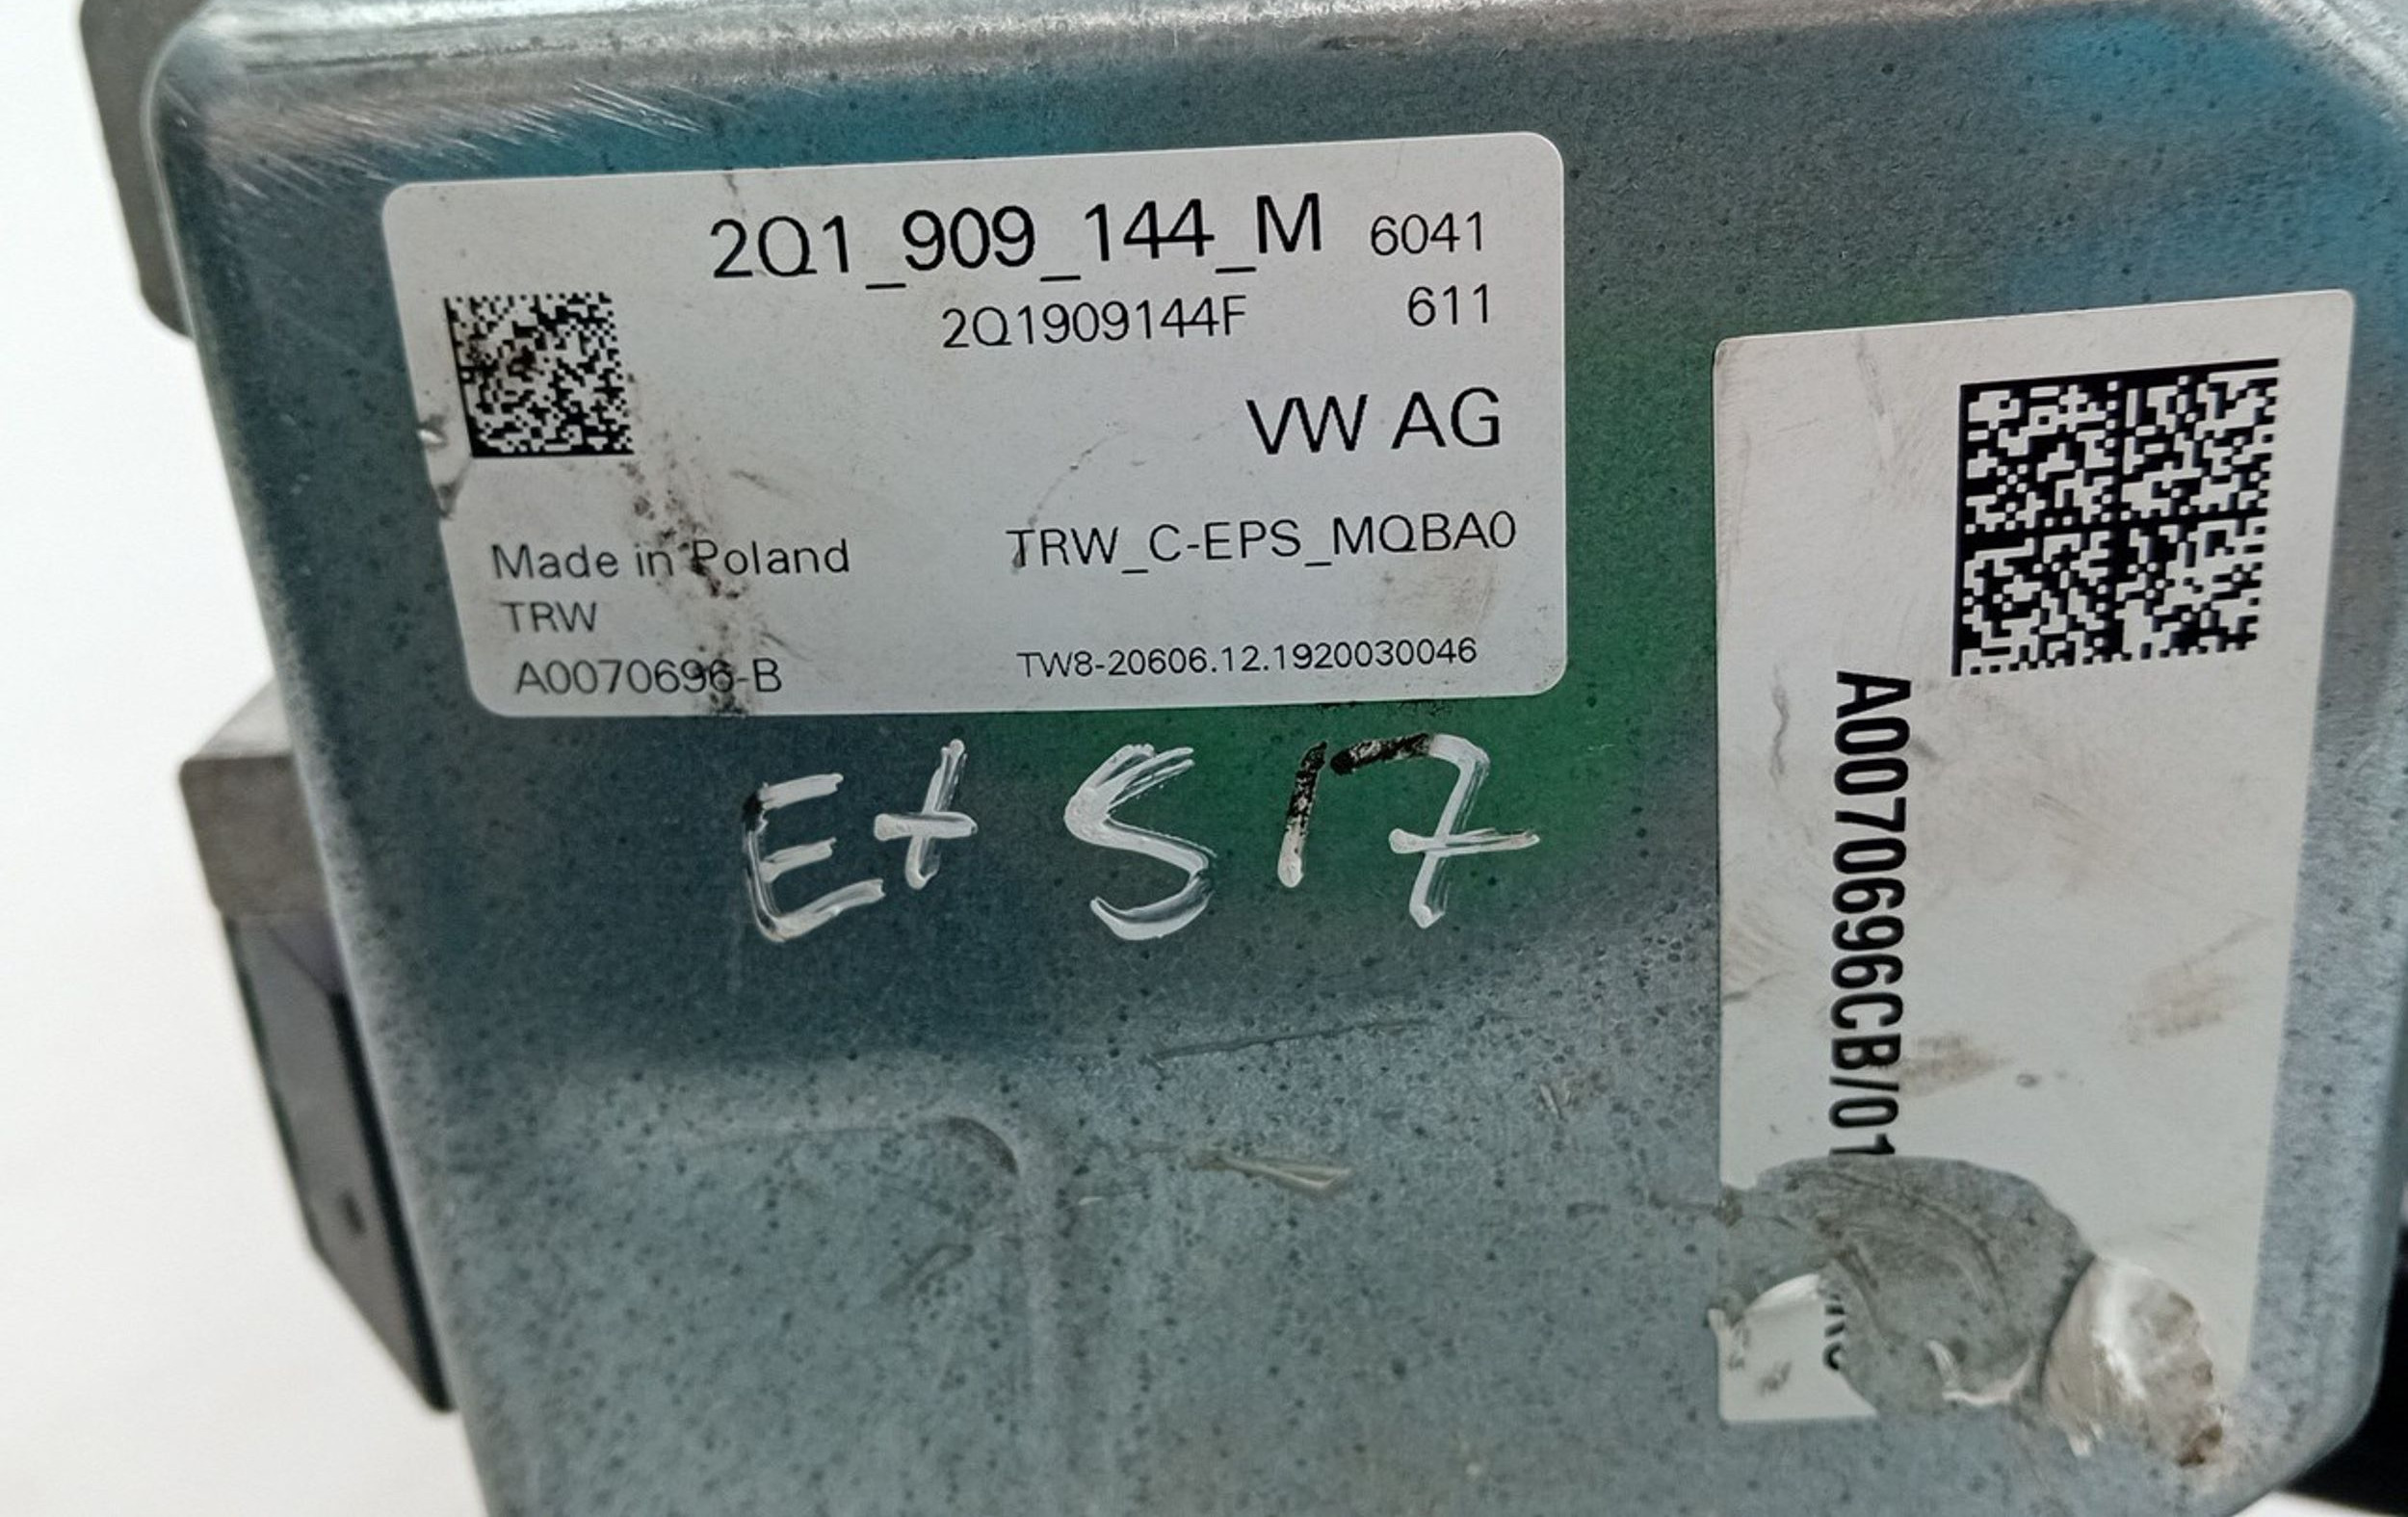 2Q1_909_144_M 6041
2Q1909144F 611
VW AG
Made in Poland TRW_C-EPS_MQBA0
TRW
A0070696-B TW8-20606.12.1920030046
E+ S 17
A0070696CB/01